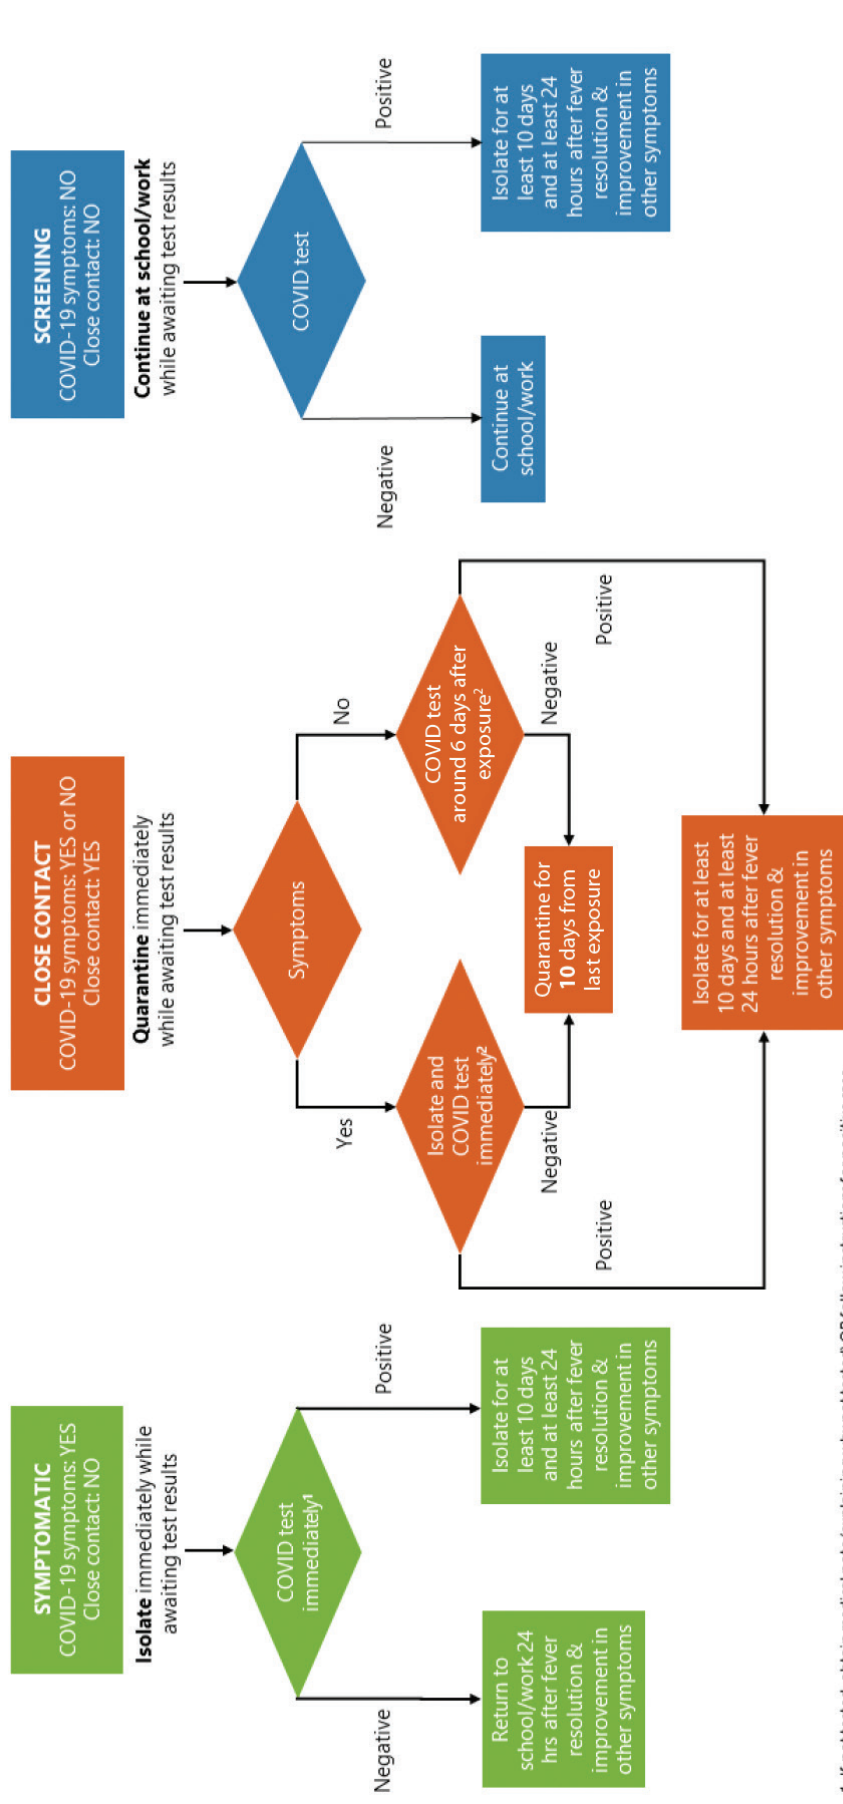 SYMPTOMATIC
COVID-19 symptoms: YES
Close contact: NO
Isolate immediately while
awaiting test results
COVID test
immediately¹
Negative
Positive
Return to
school/work 24
hrs after fever
resolution &
improvement in
other symptoms
Isolate for at
least 10 days
and at least 24
hours after fever
resolution &
improvement in
other symptoms
CLOSE CONTACT
COVID-19 symptoms: YES or NO
Close contact: YES
Quarantine immediately
while awaiting test results
Symptoms
Yes
No
Isolate and
COVID test
immediately²
COVID test
around 6 days after
exposure²
Negative
Negative
Positive
Positive
Quarantine for
10 days from
last exposure
Isolate for at least
10 days and at least
24 hours after fever
resolution &
improvement in
other symptoms
SCREENING
COVID-19 symptoms: NO
Close contact: NO
Continue at school/work
while awaiting test results
COVID test
Negative
Positive
Continue at
school/work
Isolate for at
least 10 days
and at least 24
hours after fever
resolution &
improvement in
other symptoms